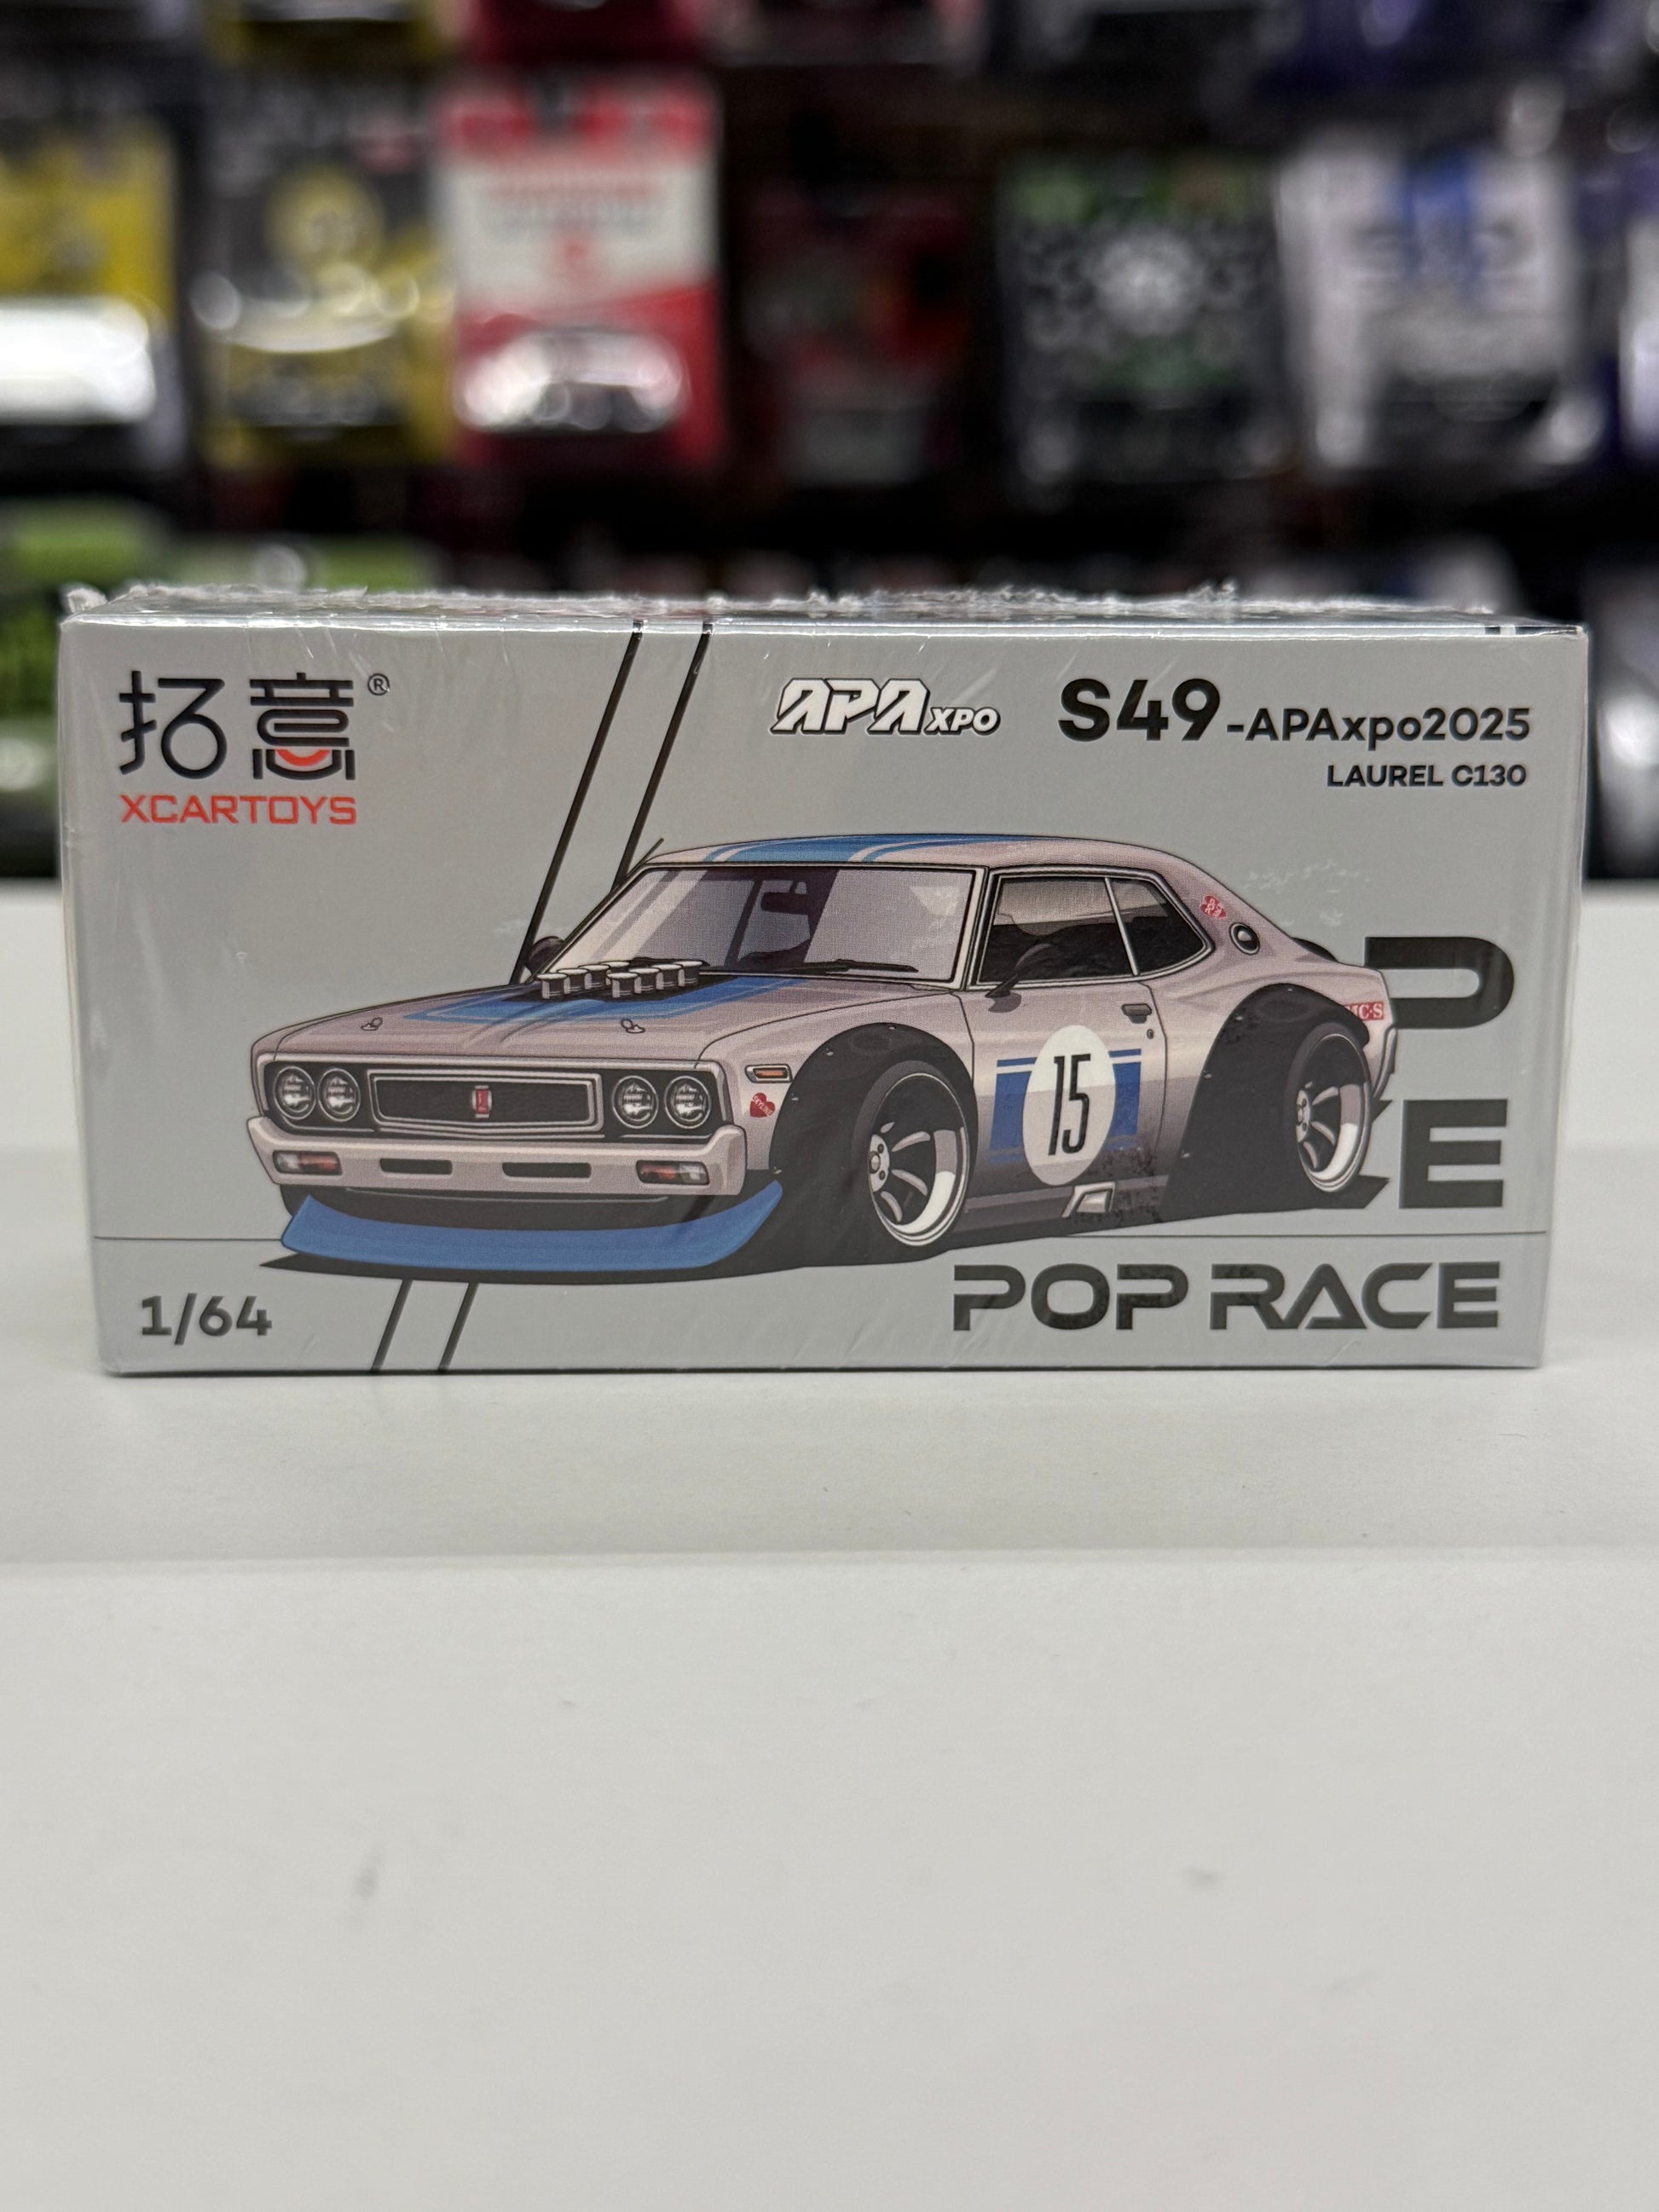 拓意®
XCARTOYS
APAXPO
S49-APAxpo2025
LAUREL C130
15
P
E
1/64
POP RACE